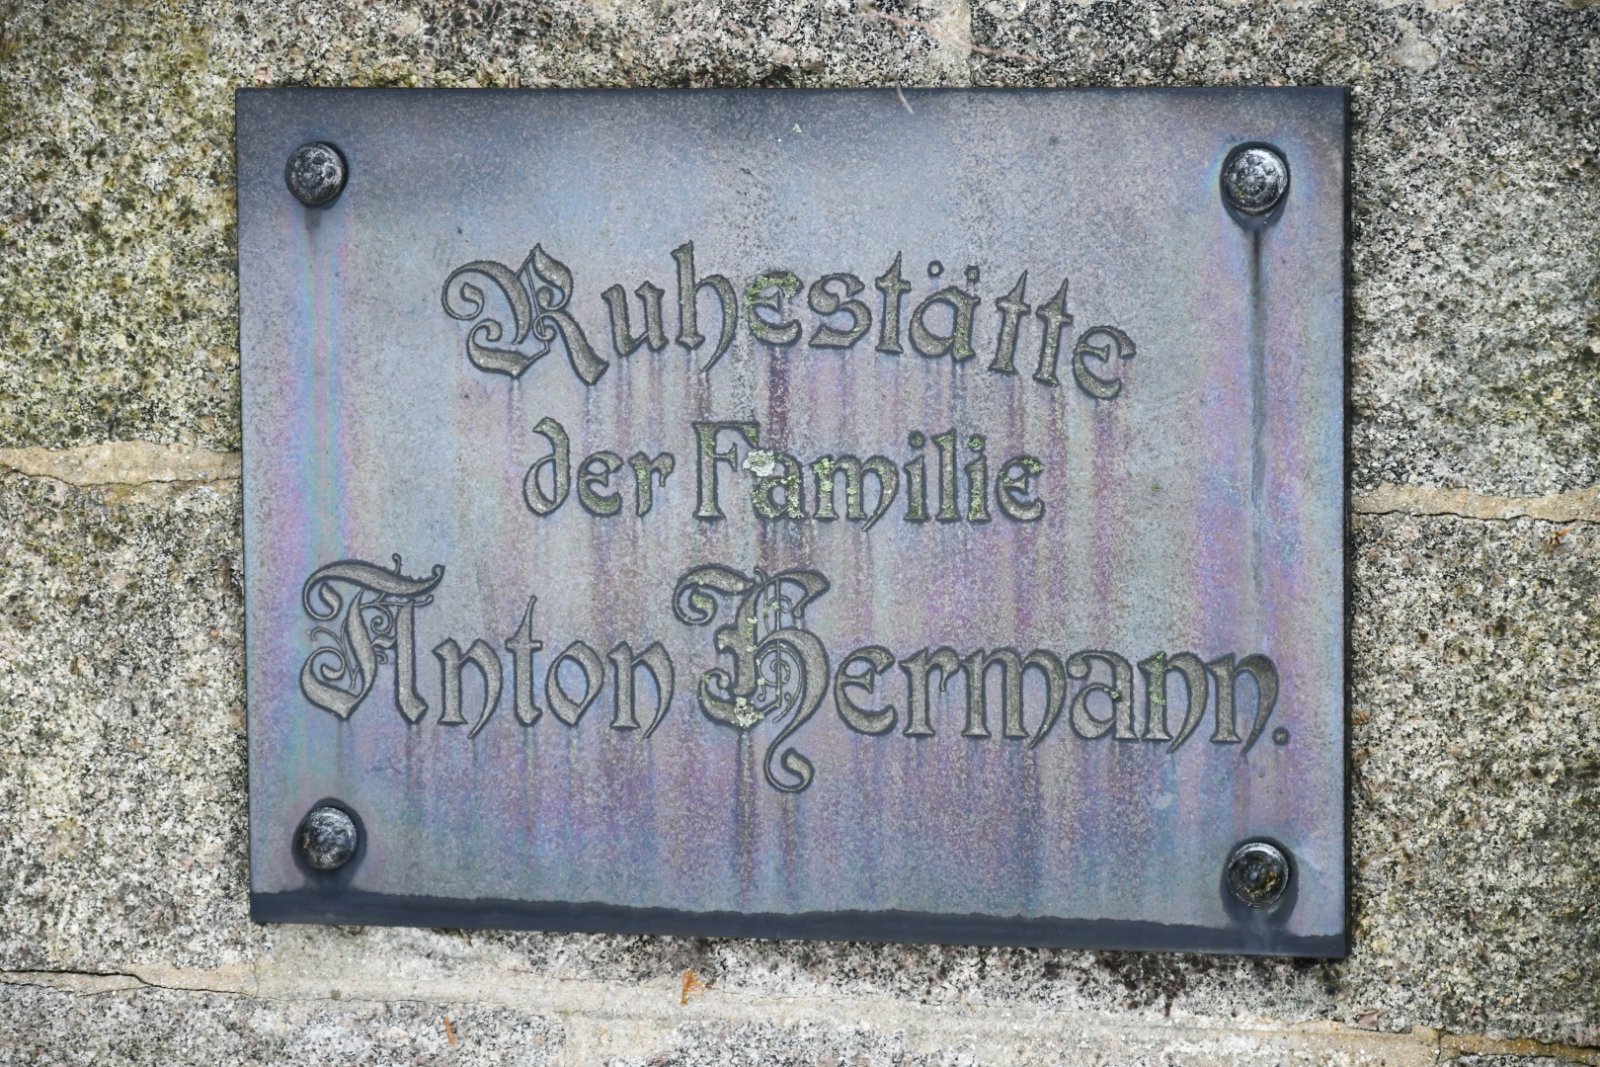 Ruhestätte
der Familie
Anton Hermann.